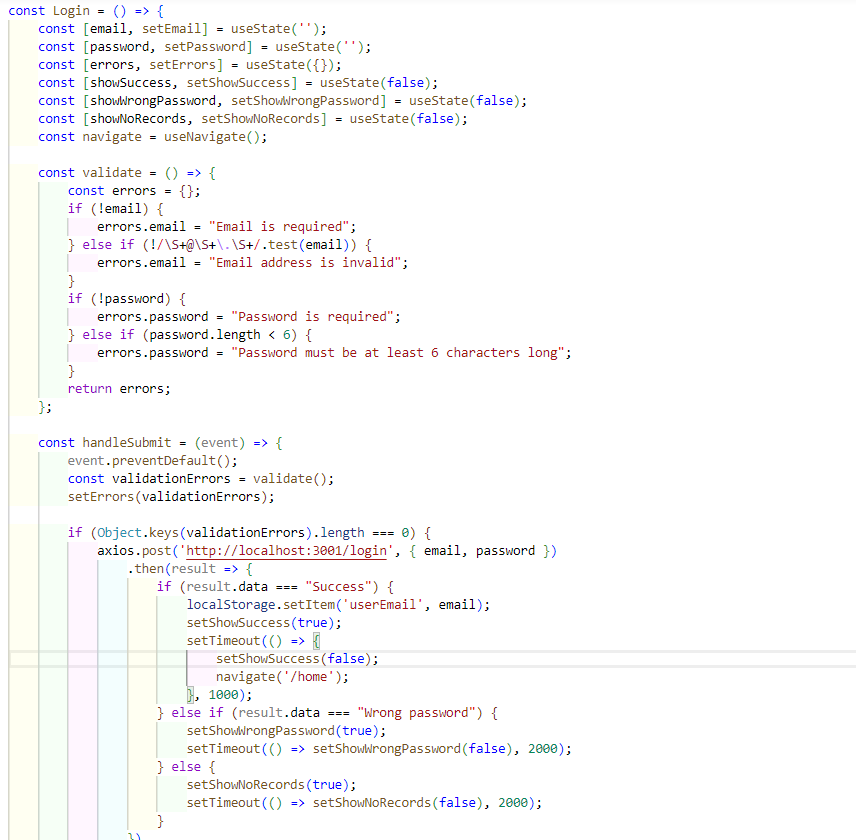 const Login = () => {
    const [email, setEmail] = useState('');
    const [password, setPassword] = useState('');
    const [errors, setErrors] = useState({});
    const [showSuccess, setShowSuccess] = useState(false);
    const [showWrongPassword, setShowWrongPassword] = useState(false);
    const [showNoRecords, setShowNoRecords] = useState(false);
    const navigate = useNavigate();

    const validate = () => {
        const errors = {};
        if (!email) {
            errors.email = "Email is required";
        } else if (!/\S+@\S+\.\S+/.test(email)) {
            errors.email = "Email address is invalid";
        }
        if (!password) {
            errors.password = "Password is required";
        } else if (password.length < 6) {
            errors.password = "Password must be at least 6 characters long";
        }
        return errors;
    };

    const handleSubmit = (event) => {
        event.preventDefault();
        const validationErrors = validate();
        setErrors(validationErrors);

        if (Object.keys(validationErrors).length === 0) {
            axios.post('http://localhost:3001/login', { email, password })
                .then(result => {
                    if (result.data === "Success") {
                        localStorage.setItem('userEmail', email);
                        setShowSuccess(true);
                        setTimeout(() => {
                            setShowSuccess(false);
                            navigate('/home');
                        }, 1000);
                    } else if (result.data === "Wrong password") {
                        setShowWrongPassword(true);
                        setTimeout(() => setShowWrongPassword(false), 2000);
                    } else {
                        setShowNoRecords(true);
                        setTimeout(() => setShowNoRecords(false), 2000);
                    }
                })